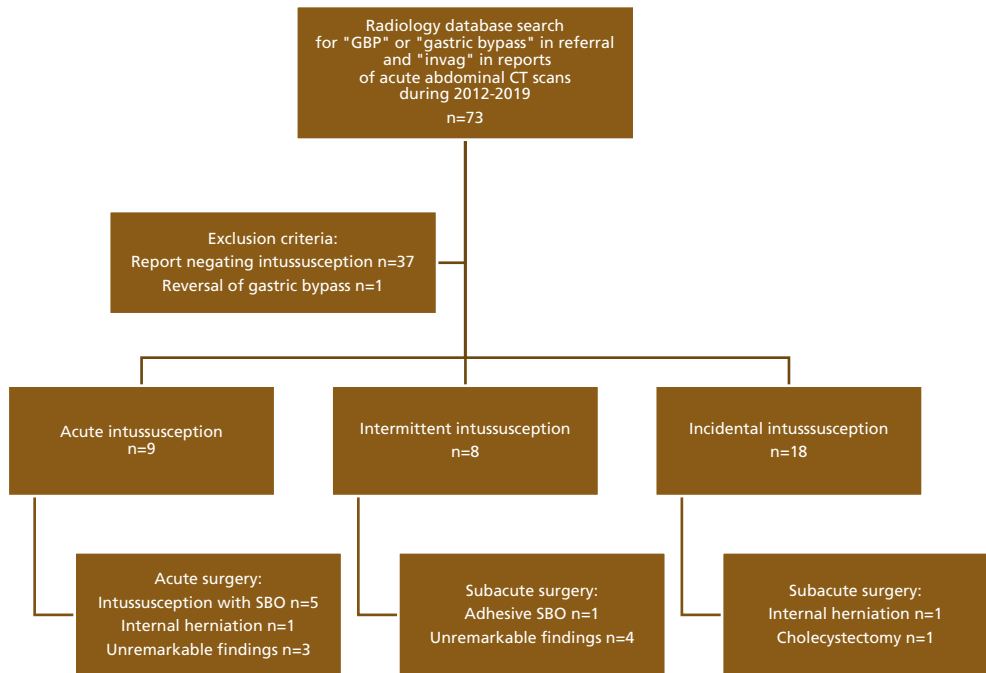 Radiology database search
for "GBP" or "gastric bypass" in referral
and "invag" in reports
of acute abdominal CT scans
during 2012-2019
n=73
Exclusion criteria:
Report negating intussusception n=37
Reversal of gastric bypass n=1
Acute intussusception
n=9
Intermittent intussusception
n=8
Incidental intusssusception
n=18
Acute surgery:
Intussusception with SBO n=5
Internal herniation n=1
Unremarkable findings n=3
Subacute surgery:
Adhesive SBO n=1
Unremarkable findings n=4
Subacute surgery:
Internal herniation n=1
Cholecystectomy n=1